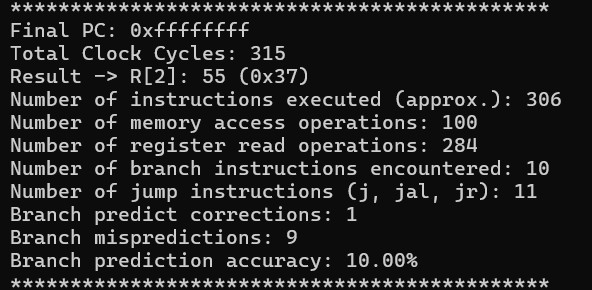 ********************************************
Final PC: 0xffffffff
Total Clock Cycles: 315
Result -> R[2]: 55 (0x37)
Number of instructions executed (approx.): 306
Number of memory access operations: 100
Number of register read operations: 284
Number of branch instructions encountered: 10
Number of jump instructions (j, jal, jr): 11
Branch predict corrections: 1
Branch mispredictions: 9
Branch prediction accuracy: 10.00%
********************************************